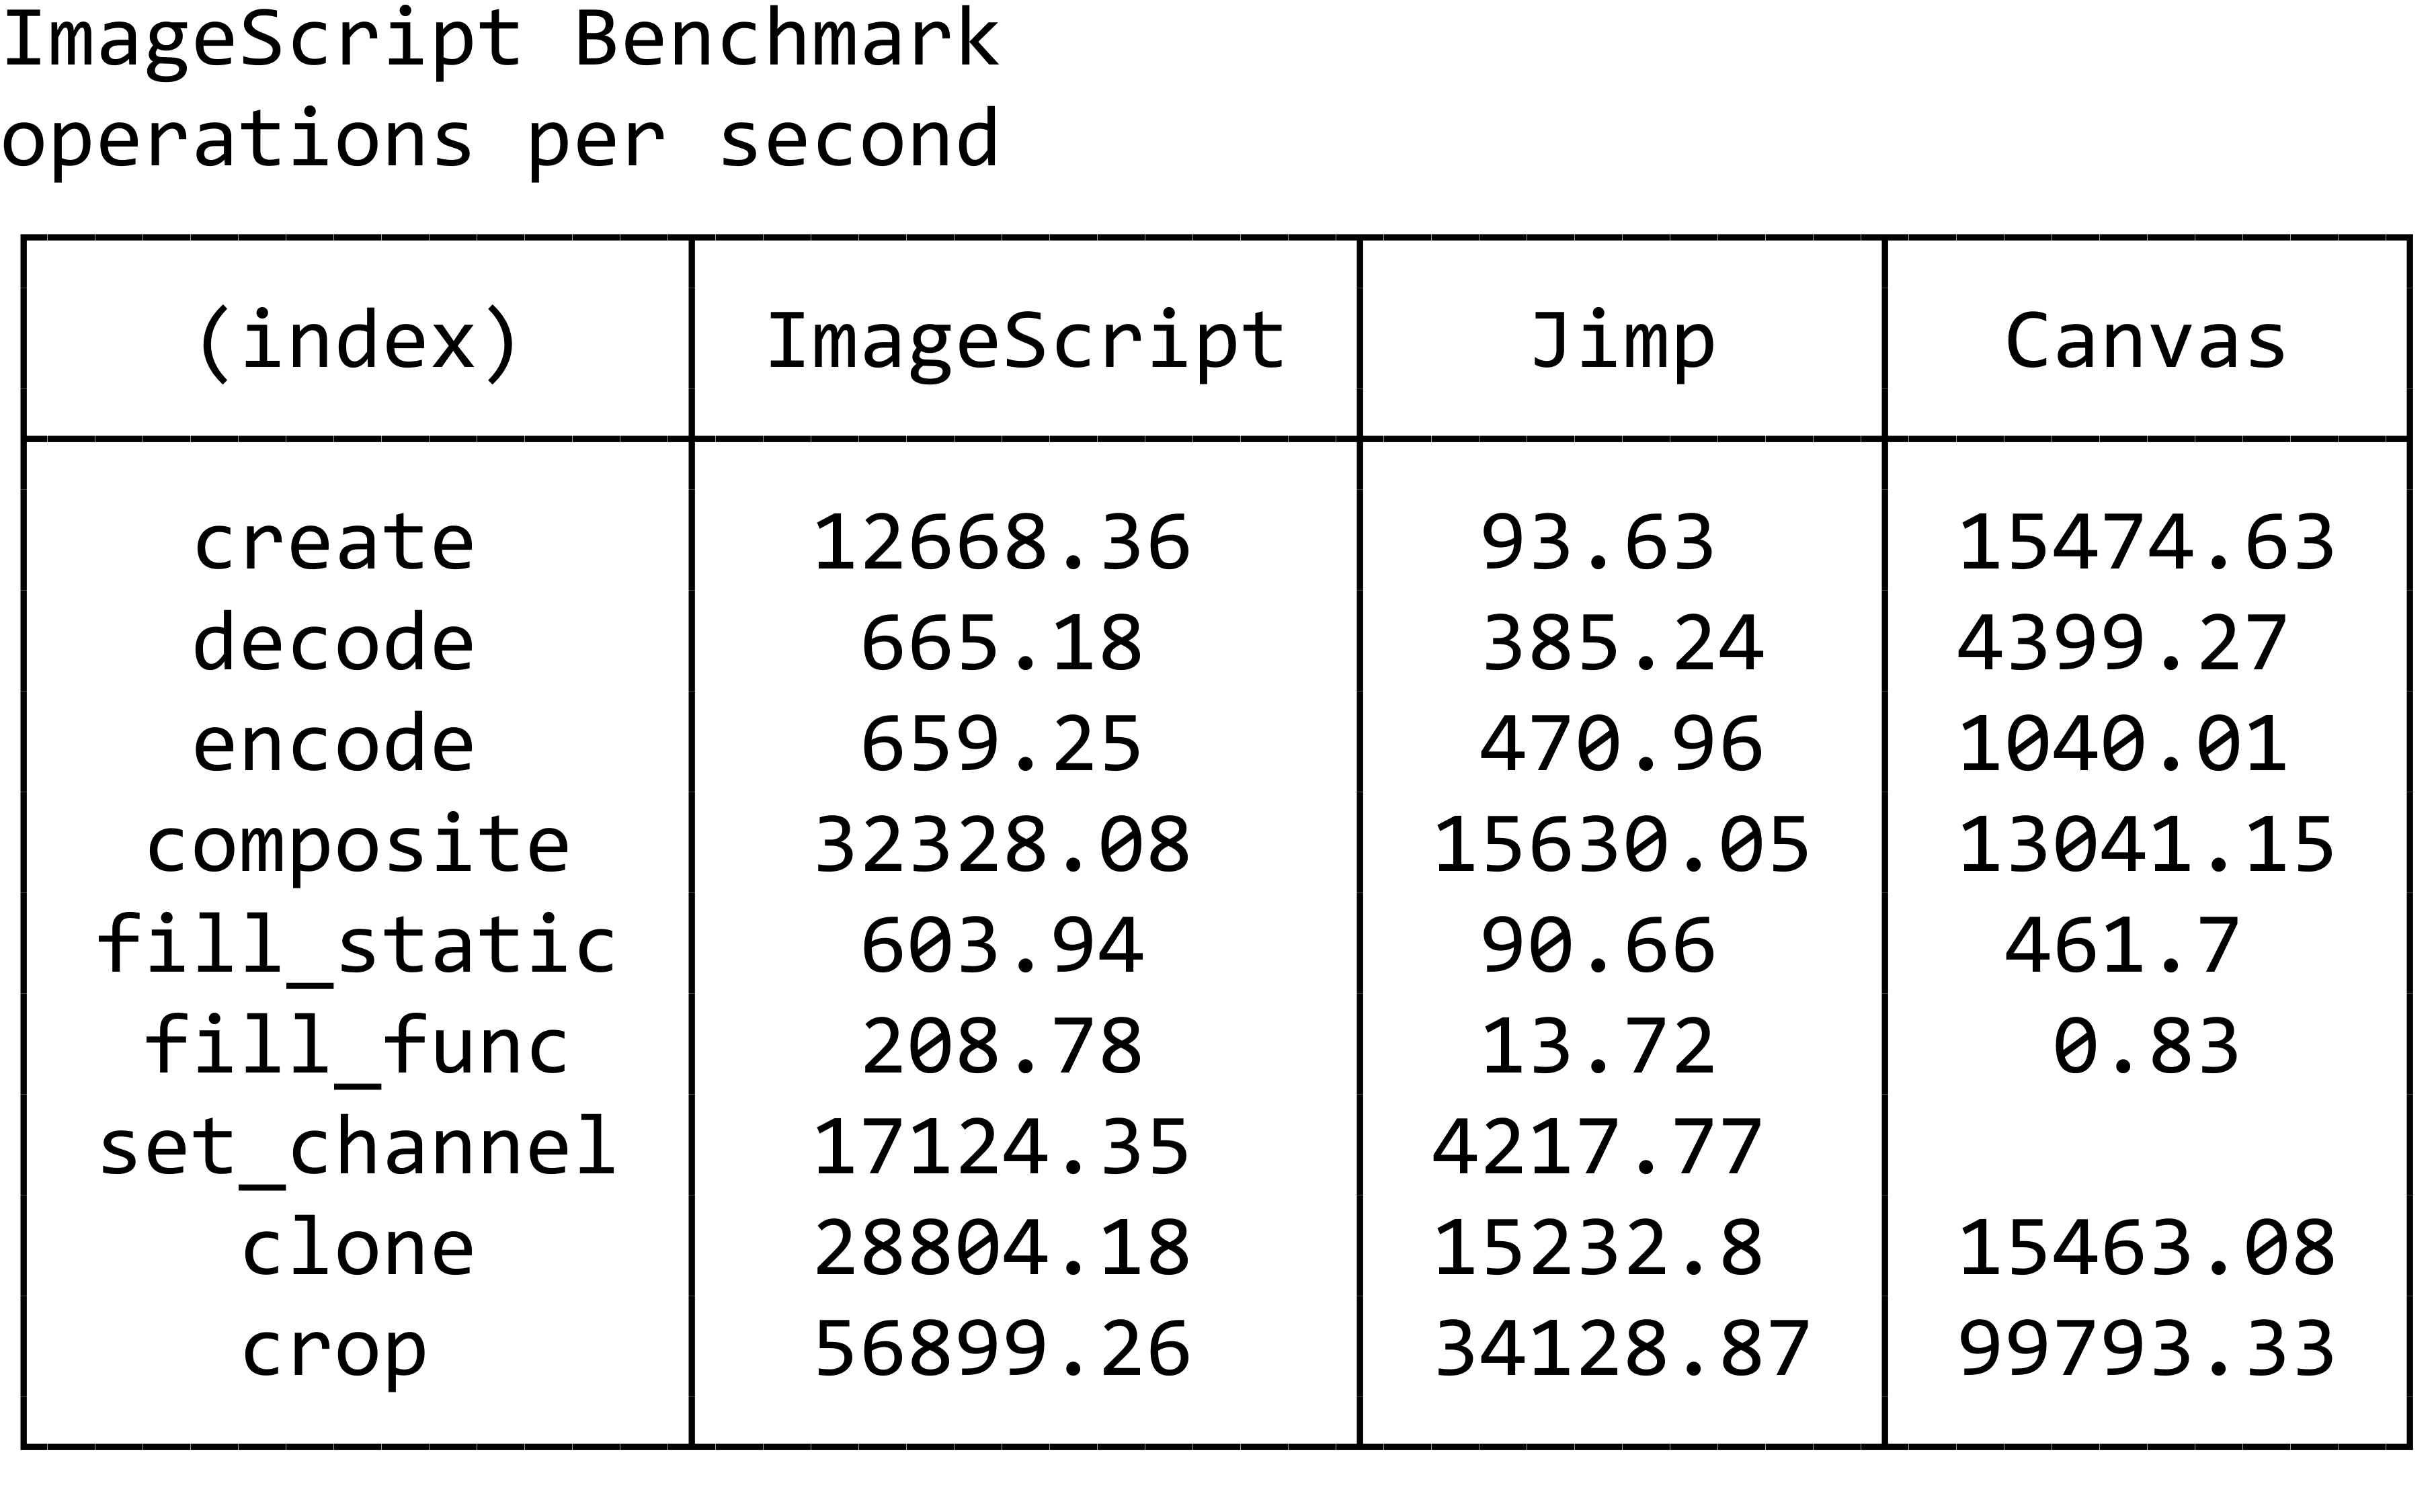 ImageScript Benchmark
operations per second
(index) ImageScript Jimp Canvas
create 12668.36 93.63 15474.63
decode 665.18 385.24 4399.27
encode 659.25 470.96 1040.01
composite 32328.08 15630.05 13041.15
fill_static 603.94 90.66 461.7
fill_func 208.78 13.72 0.83
set_channel 17124.35 4217.77
clone 28804.18 15232.8 15463.08
crop 56899.26 34128.87 99793.33